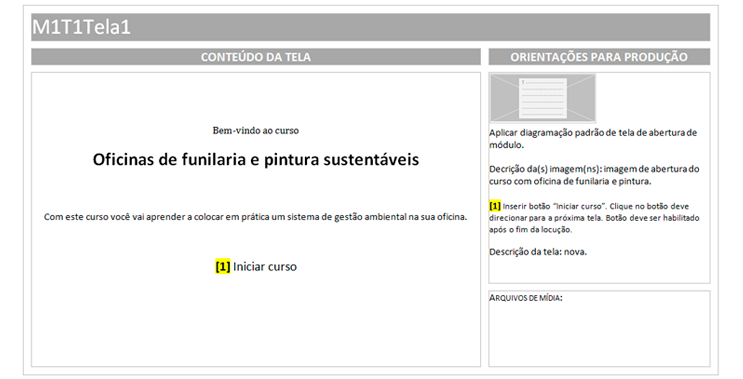 M1T1Tela1
CONTEÚDO DA TELA
Bem-vindo ao curso
Oficinas de funilaria e pintura sustentáveis
Com este curso você vai aprender a colocar em prática um sistema de gestão ambiental na sua oficina.
[1] Iniciar curso
ORIENTAÇÕES PARA PRODUÇÃO
Aplicar diagramação padrão de tela de abertura de
módulo.
Decrição da(s) imagem(ns): imagem de abertura do
curso com oficina de funilaria e pintura.
[1] Inserir botão “Iniciar curso”. Clique no botão deve
direcionar para a próxima tela. Botão deve ser habilitado
após o fim da locução.
Descrição da tela: nova.
ARQUIVOS DE MÍDIA: